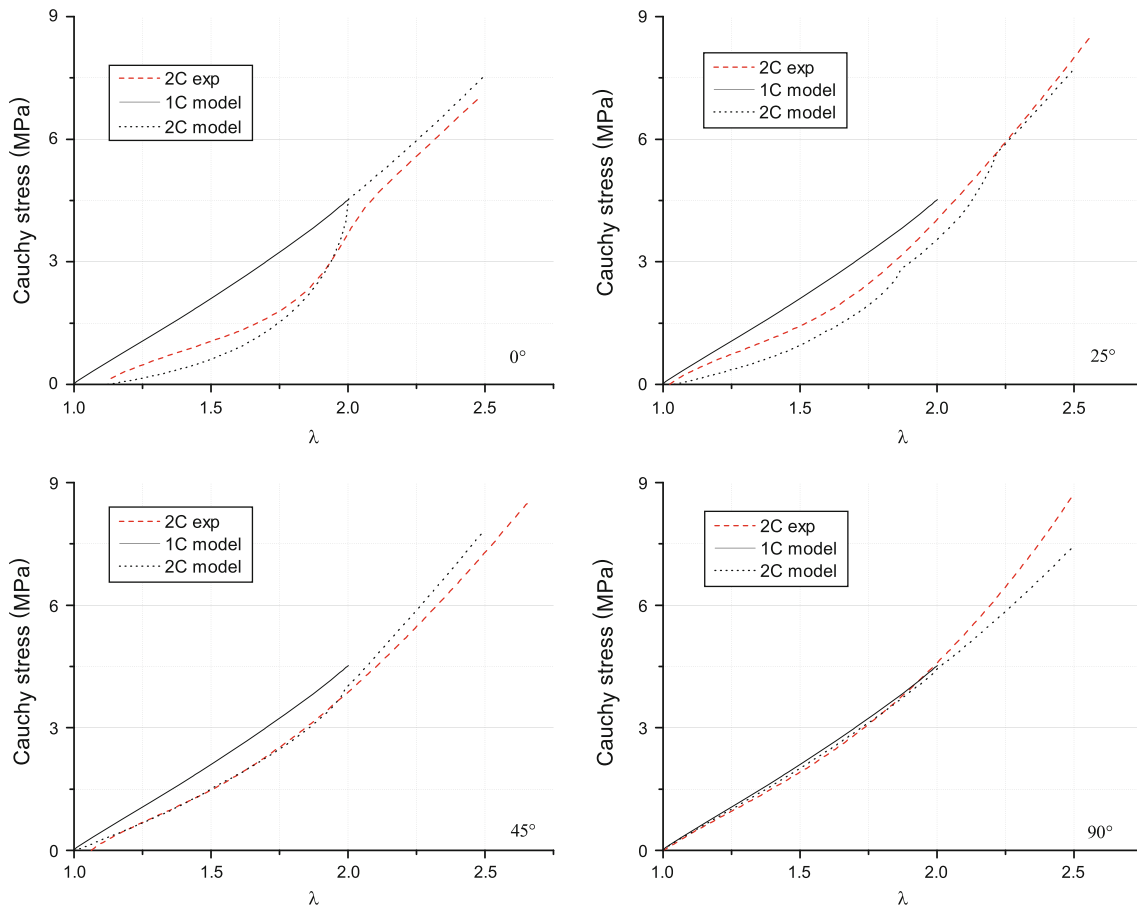 Cauchy stress (MPa)
9
6
3
0
2C exp
1C model
2C model
0°
1.0 1.5 2.0 2.5
λ
Cauchy stress (MPa)
9
6
3
0
2C exp
1C model
2C model
25°
1.0 1.5 2.0 2.5
λ
Cauchy stress (MPa)
9
6
3
0
2C exp
1C model
2C model
45°
1.0 1.5 2.0 2.5
λ
Cauchy stress (MPa)
9
6
3
0
2C exp
1C model
2C model
90°
1.0 1.5 2.0 2.5
λ